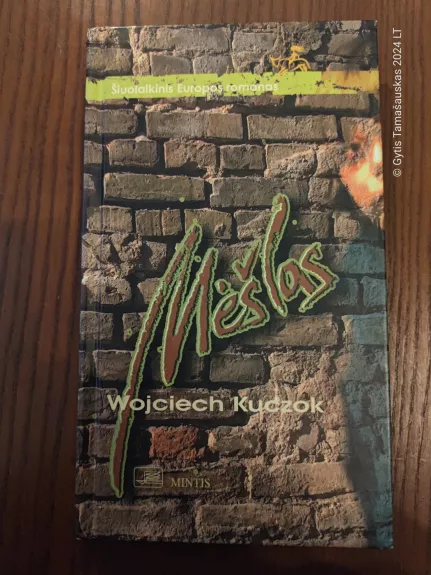 Šiuolaikinis Europos romanas
Mėšlas
Wojciech Kuczok
MINTIS
© Gytis Tamašauskas 2024 LT